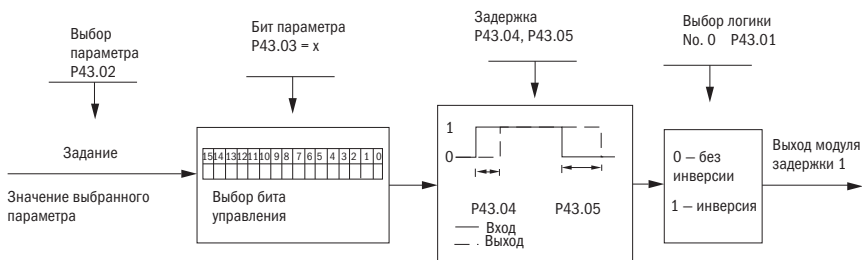 Выбор
параметра
P43.02
Бит параметра
P43.03 = x
Задержка
P43.04, P43.05
Выбор логики
No. 0 P43.01
Задание
Значение выбранного
параметра
15 14 13 12 11 10 9 8 7 6 5 4 3 2 1 0
Выбор бита
управления
1
0
P43.04 P43.05
Вход
Выход
0 – без
инверсии
1 – инверсия
Выход модуля
задержки 1